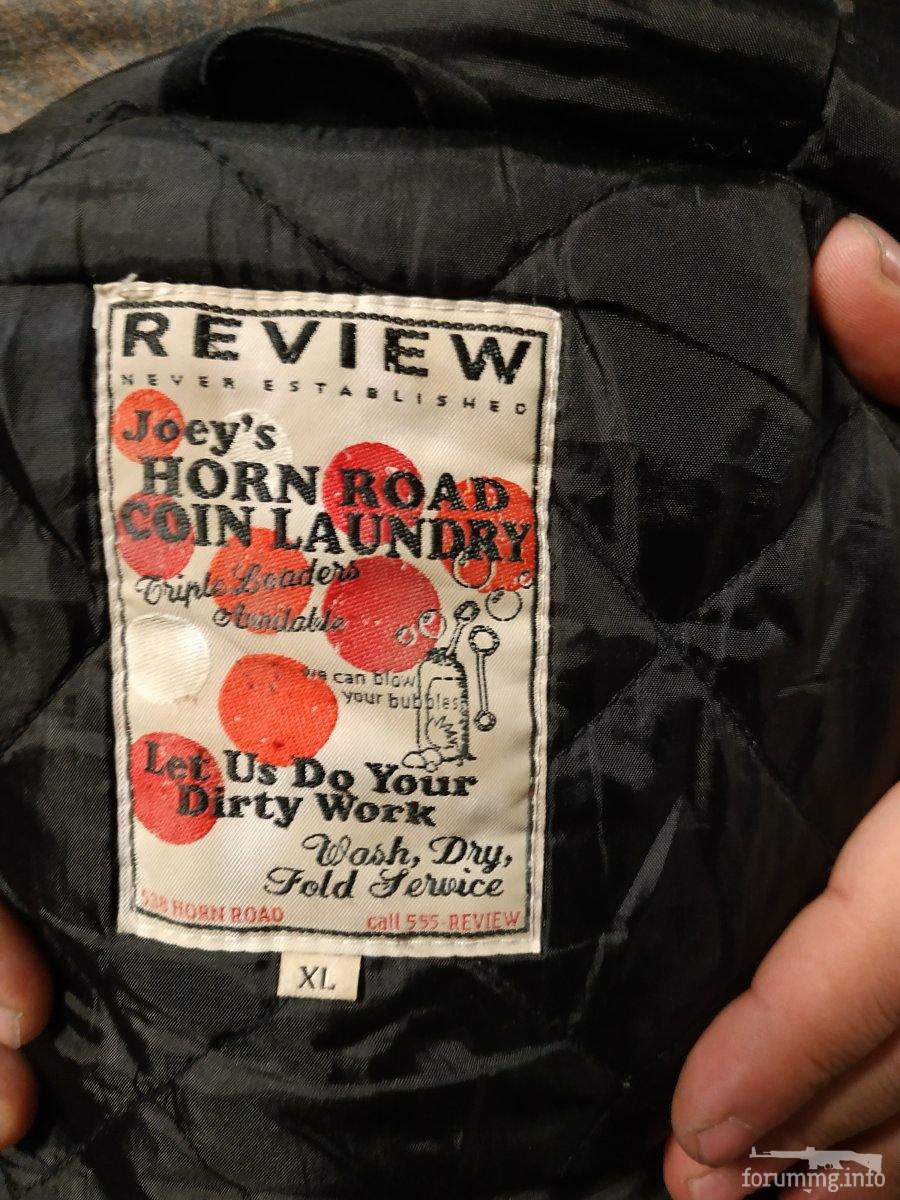 REVIEW
NEVER ESTABLISHED
Joey's
HORN ROAD
COIN LAUNDRY
Triple Loaders
Available
we can blow
your bubbles
Let Us Do Your
Dirty Work
Wash, Dry,
Fold Service
538 HORN ROAD
call 555-REVIEW
XL
forummg.info